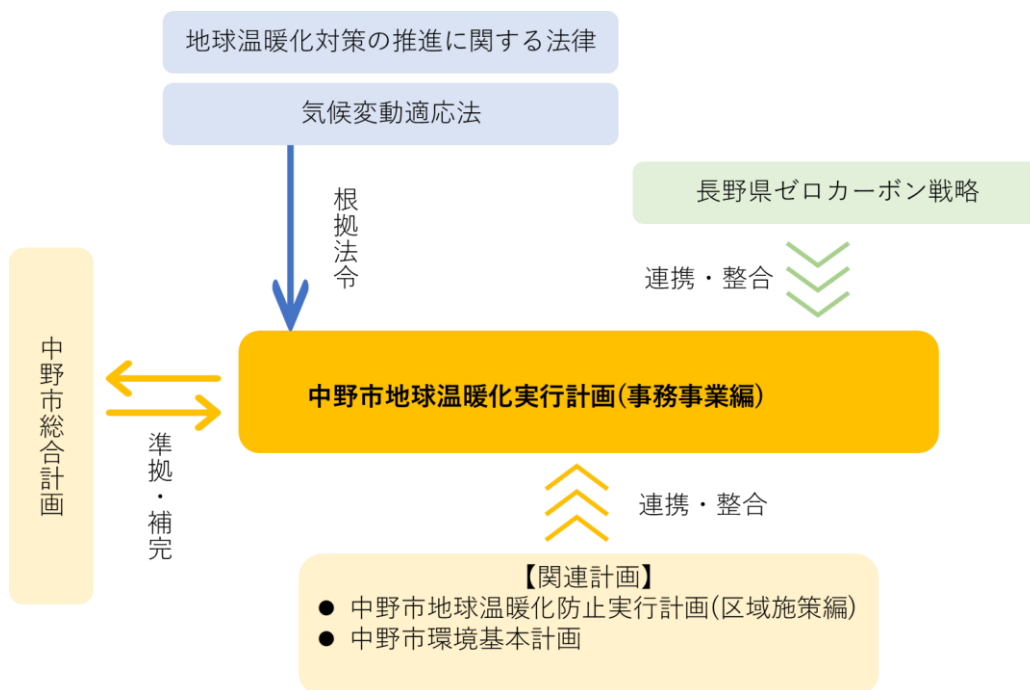 地球温暖化対策の推進に関する法律
気候変動適応法
根拠法令
長野県ゼロカーボン戦略
連携・整合
中野市総合計画
準拠・補完
中野市地球温暖化実行計画(事務事業編)
連携・整合
【関連計画】
● 中野市地球温暖化防止実行計画(区域施策編)
● 中野市環境基本計画